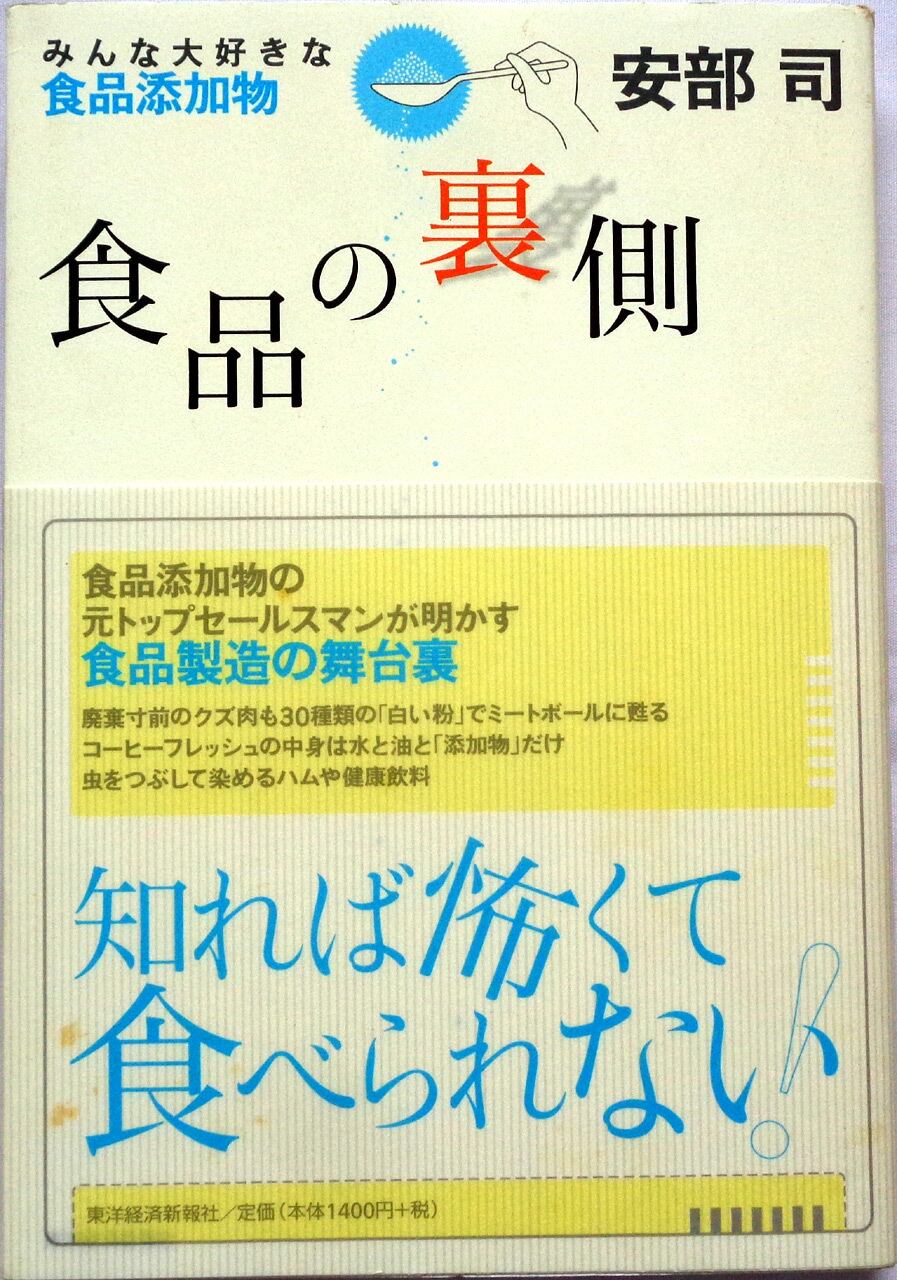 みんな大好きな
食品添加物
安部 司
食品の裏側
食品添加物の
元トップセールスマンが明かす
食品製造の舞台裏
廃棄寸前のクズ肉も30種類の「白い粉」でミートボールに甦る
コーヒーフレッシュの中身は水と油と「添加物」だけ
虫をつぶして染めるハムや健康飲料
知れば怖くて
食べられない!
東洋経済新報社/定価(本体1400円+税)